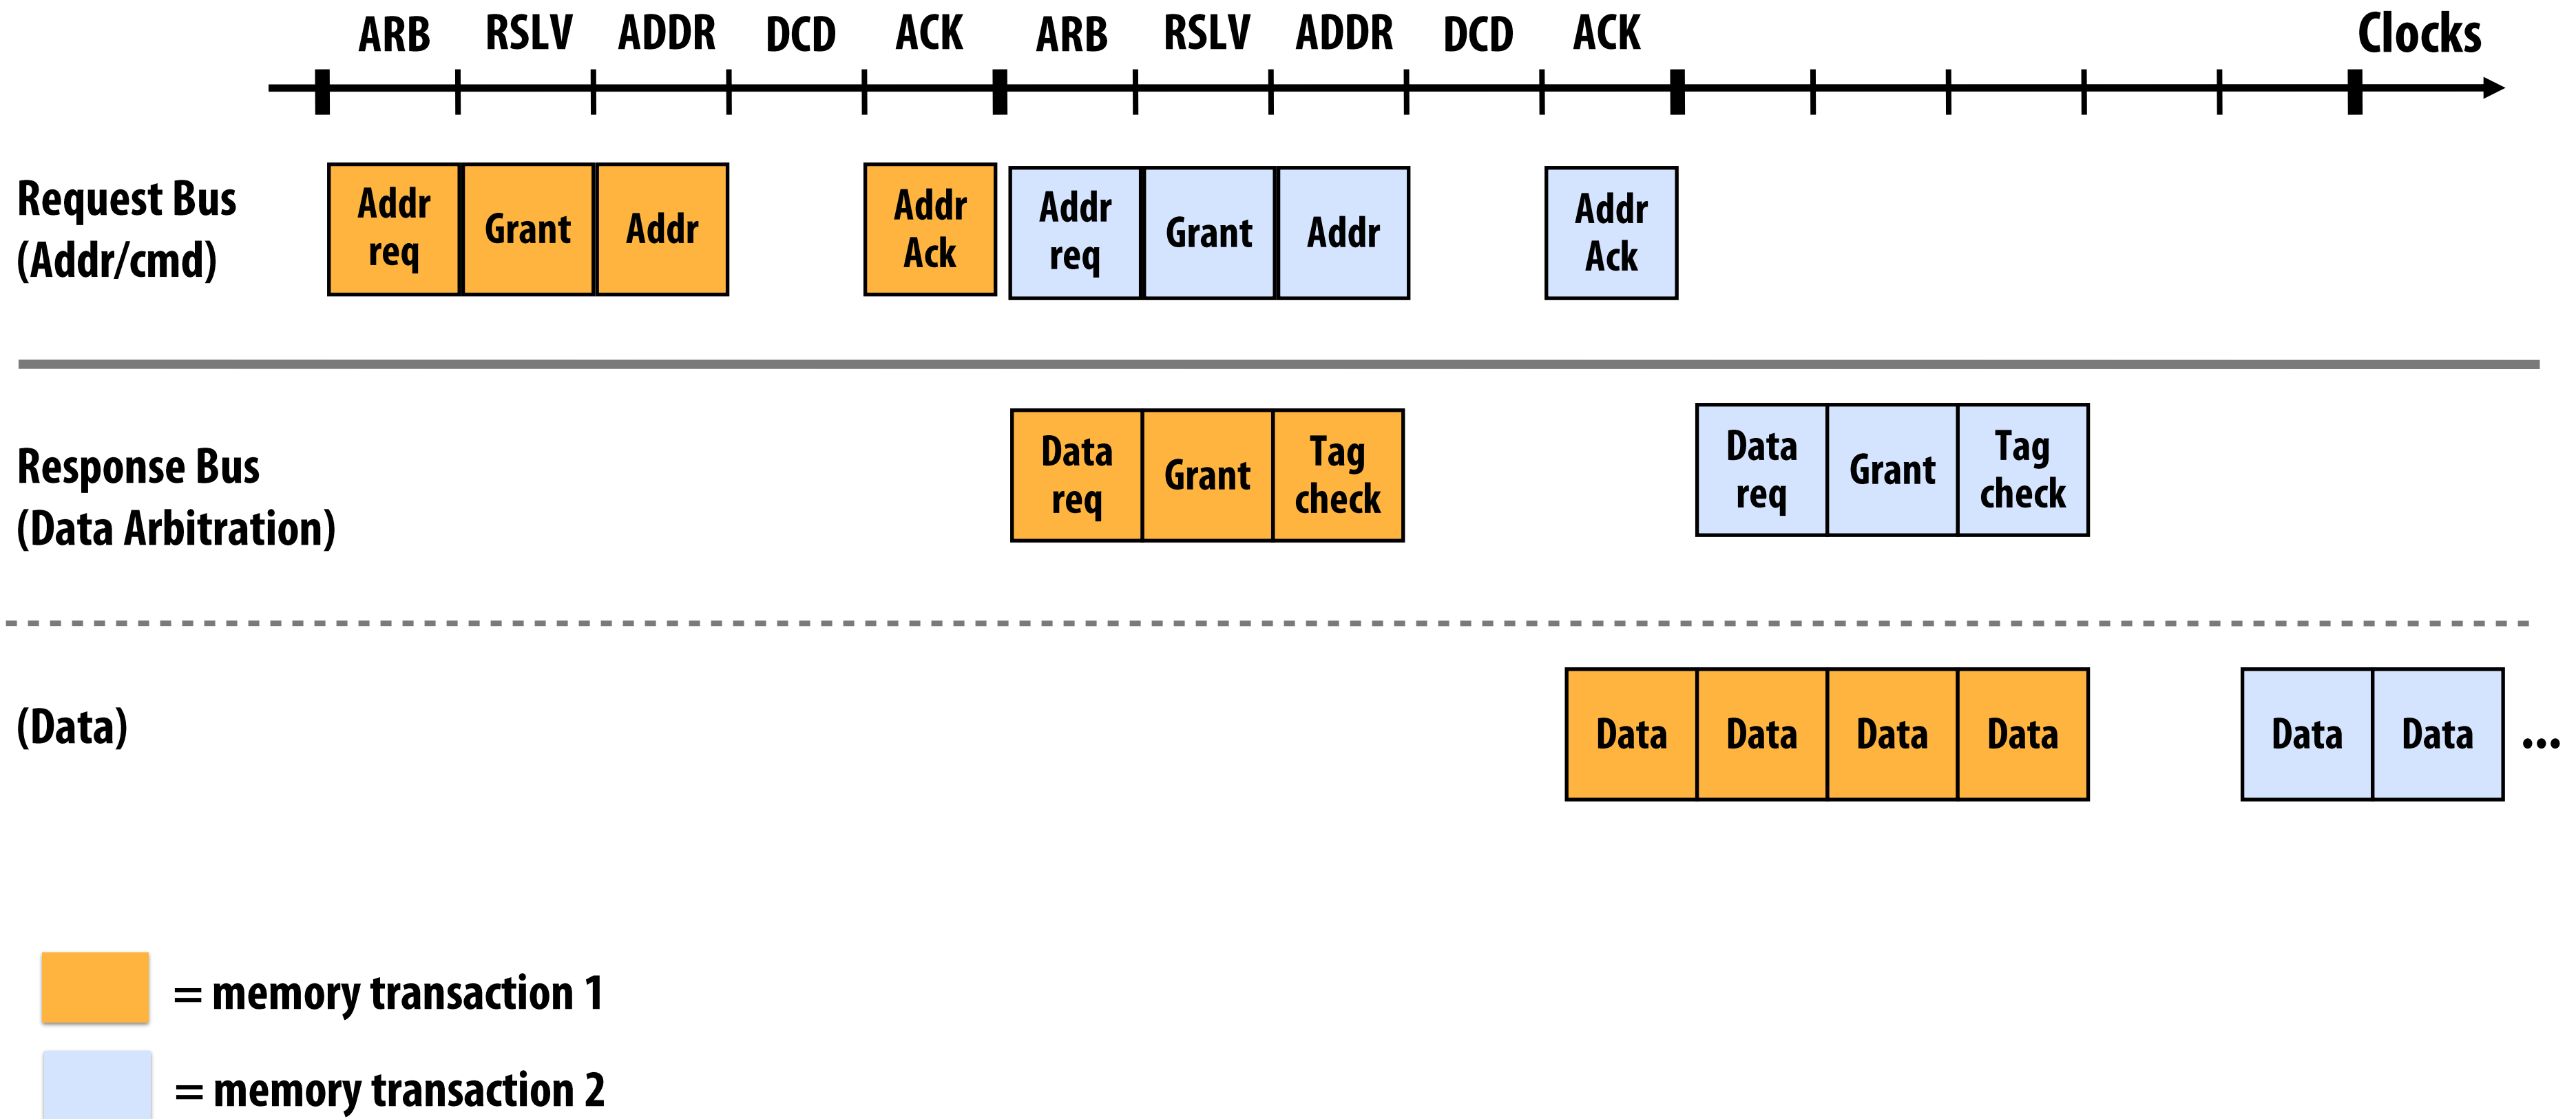 ARB RSLV ADDR DCD ACK ARB RSLV ADDR DCD ACK Clocks
Request Bus
(Addr/cmd)
Addr
req
Grant
Addr
Addr
Ack
Addr
req
Grant
Addr
Addr
Ack
Response Bus
(Data Arbitration)
Data
req
Grant
Tag
check
Data
req
Grant
Tag
check
(Data)
Data Data Data Data Data Data ...
= memory transaction 1
= memory transaction 2